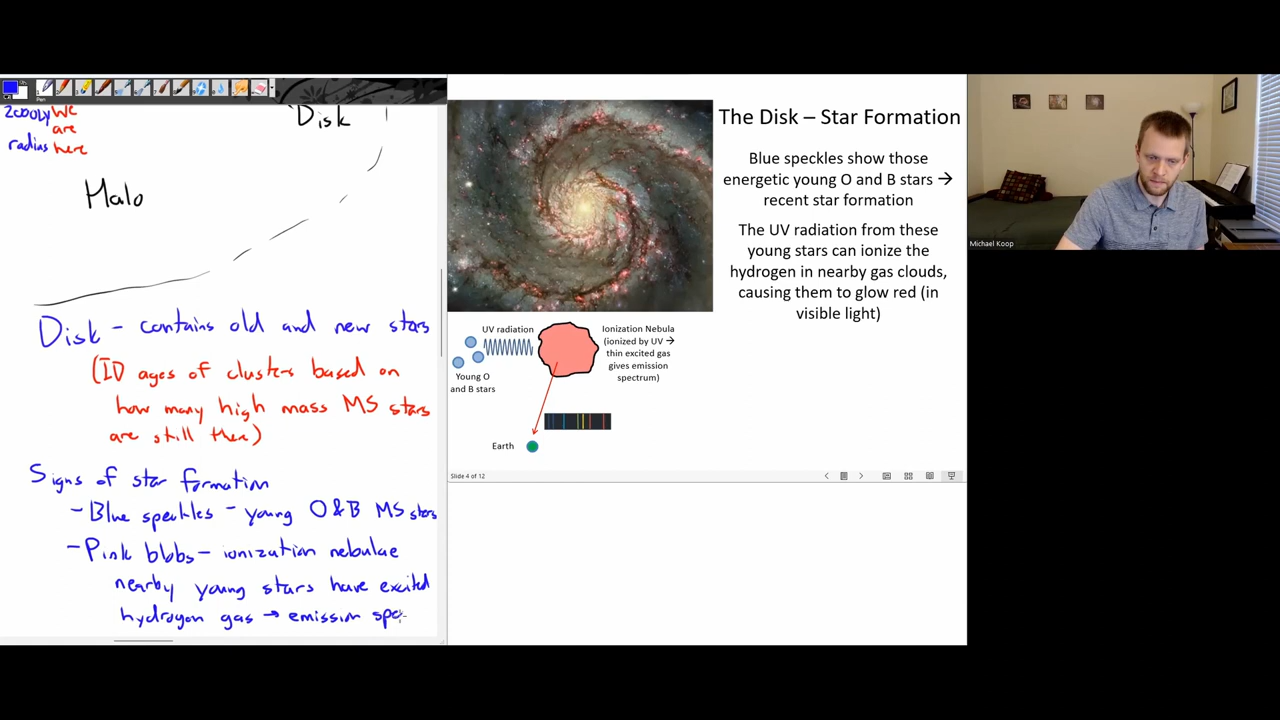 200ly We
are
radius here
Disk
Halo
Disk - contains old and new stars
(ID ages of clusters based on
how many high mass MS stars
are still there)
Signs of star formation
- Blue speckles - young O&B MS stars
- Pink blobs - ionization nebulae
nearby young stars have excited
hydrogen gas → emission spe
The Disk – Star Formation
Blue speckles show those
energetic young O and B stars →
recent star formation
The UV radiation from these
young stars can ionize the
hydrogen in nearby gas clouds,
causing them to glow red (in
visible light)
UV radiation
Ionization Nebula
(ionized by UV →
thin excited gas
gives emission
spectrum)
Young O
and B stars
Earth
Slide 4 of 12
Michael Koop